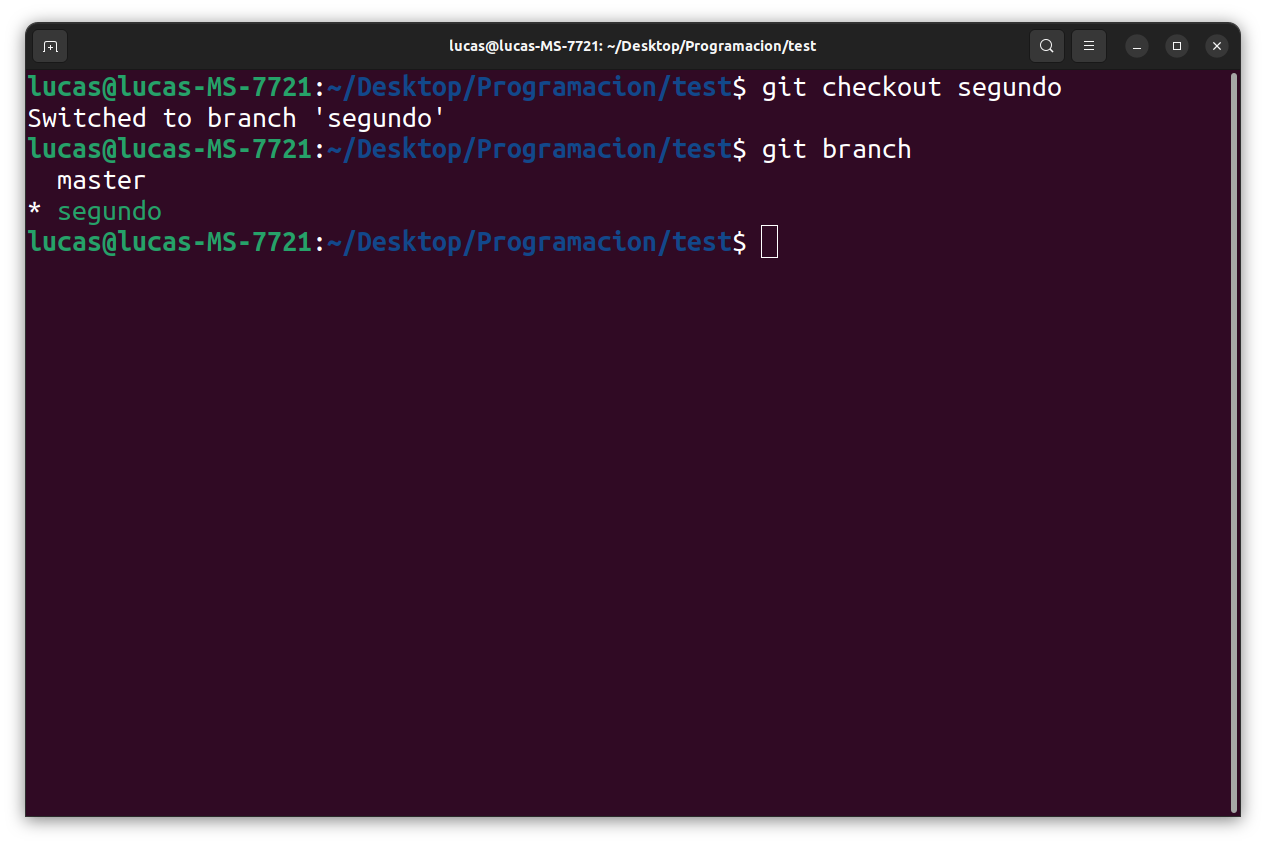 lucas@lucas-MS-7721: ~/Desktop/Programacion/test
lucas@lucas-MS-7721:~/Desktop/Programacion/test$ git checkout segundo
Switched to branch 'segundo'
lucas@lucas-MS-7721:~/Desktop/Programacion/test$ git branch
  master
* segundo
lucas@lucas-MS-7721:~/Desktop/Programacion/test$